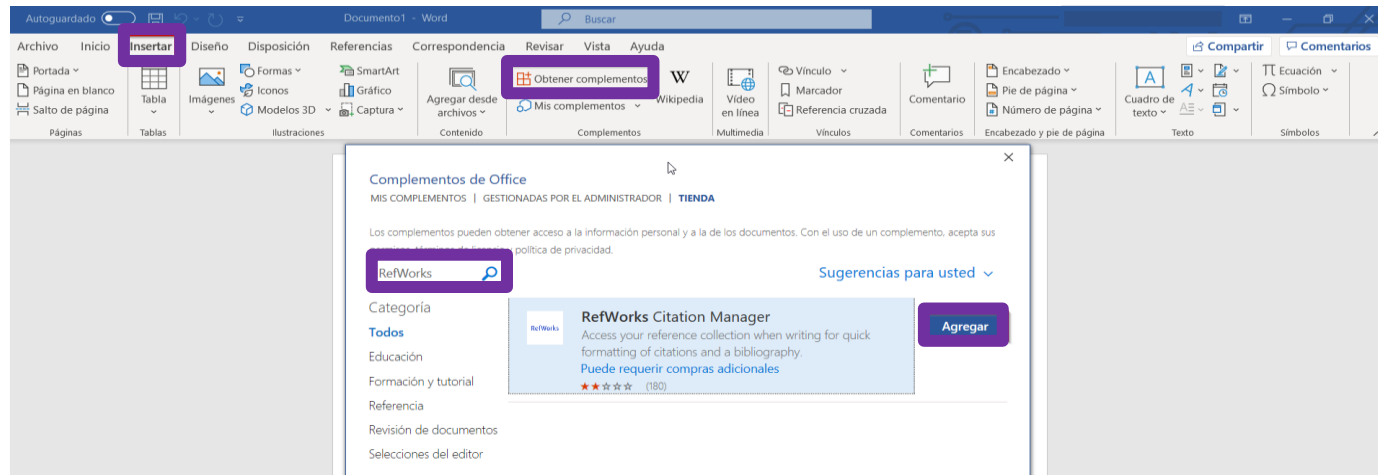 Autoguardado
Documento1 - Word
Buscar
Archivo Inicio Insertar Diseño Disposición Referencias Correspondencia Revisar Vista Ayuda
Compartir Comentarios
Portada
Página en blanco
Salto de página
Páginas
Tabla
Tablas
Imágenes
Formas
Iconos
Modelos 3D
SmartArt
Gráfico
Captura
Ilustraciones
Agregar desde
archivos
Contenido
Obtener complementos
Mis complementos
W
Wikipedia
Complementos
Vídeo
en línea
Multimedia
Vínculo
Marcador
Referencia cruzada
Vínculos
Comentario
Comentarios
Encabezado
Pie de página
Número de página
Encabezado y pie de página
Cuadro de
texto
Texto
Ecuación
Símbolo
Símbolos
Complementos de Office
MIS COMPLEMENTOS | GESTIONADAS POR EL ADMINISTRADOR | TIENDA
Los complementos pueden obtener acceso a la información personal y a la de los documentos. Con el uso de un complemento, acepta sus
política de privacidad.
RefWorks
Sugerencias para usted
Categoría
Todos
Educación
Formación y tutorial
Referencia
Revisión de documentos
Selecciones del editor
RefWorks
RefWorks Citation Manager
Access your reference collection when writing for quick
formatting of citations and a bibliography.
Puede requerir compras adicionales
(180)
Agregar